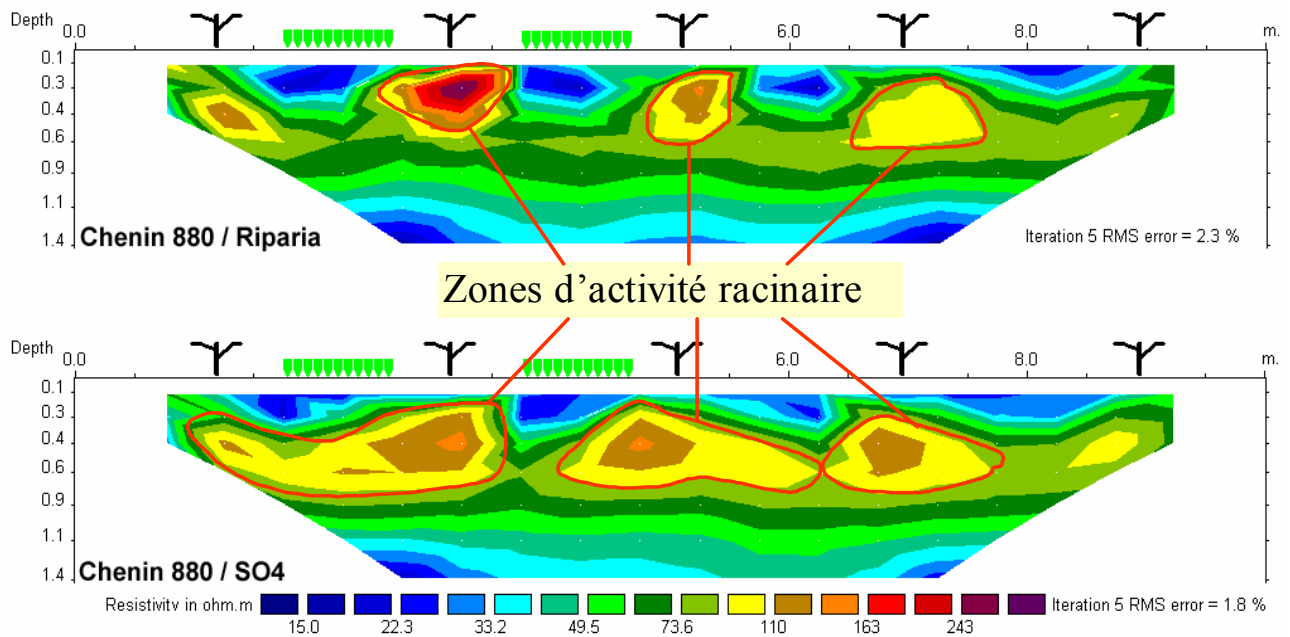 Depth 0.0 6.0 8.0 m.
0.1
0.3
0.4
0.6
0.9
1.1
1.4
Chenin 880 / Riparia
Iteration 5 RMS error = 2.3 %
Zones d’activité racinaire
Depth 0.0 6.0 8.0 m.
0.1
0.3
0.4
0.6
0.9
1.1
1.4
Chenin 880 / SO4
Resistivity in ohm.m Iteration 5 RMS error = 1.8 %
15.0 22.3 33.2 49.5 73.6 110 163 243